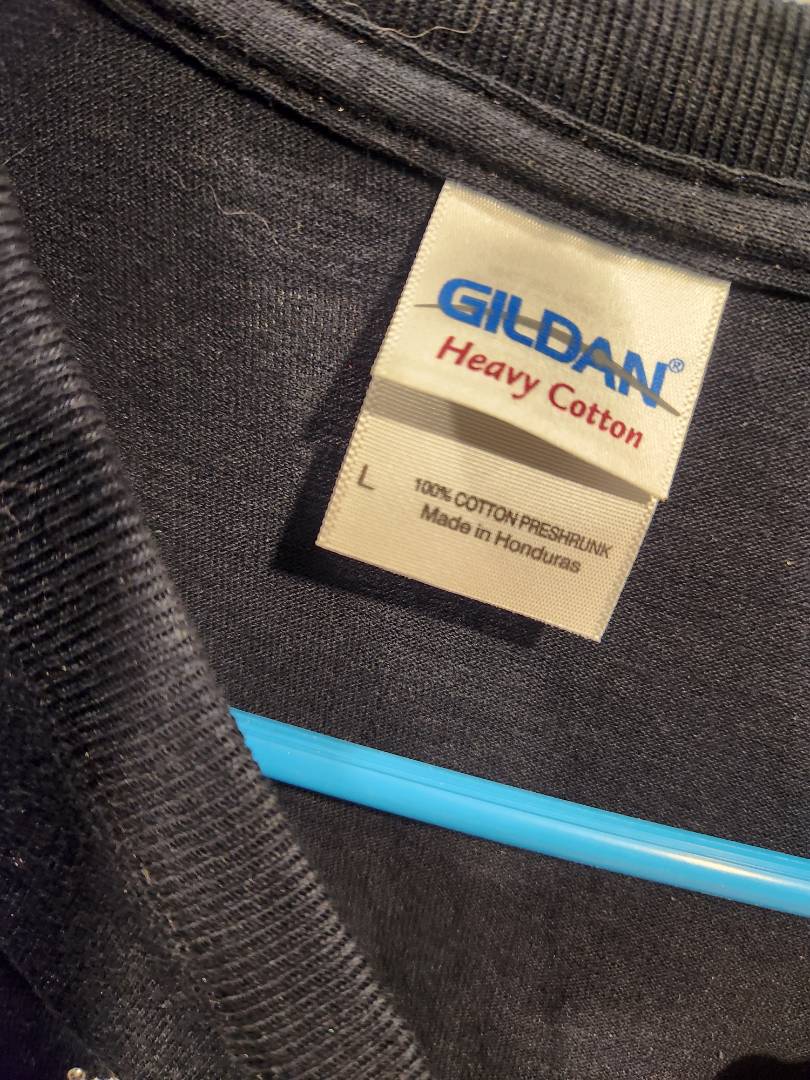 GILDAN®
Heavy Cotton
L
100% COTTON PRESHRUNK
Made in Honduras